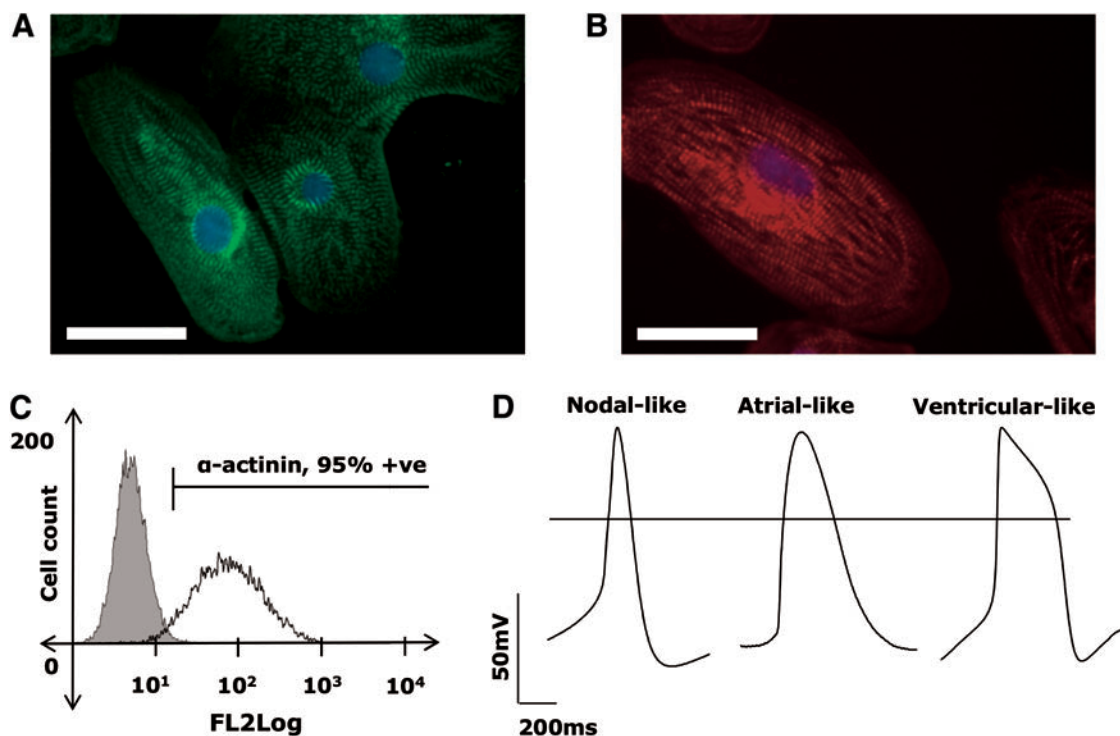 A
B
C
200
α-actinin, 95% +ve
Cell count
0
10¹ 10² 10³ 10⁴
FL2Log
D
Nodal-like Atrial-like Ventricular-like
50mV
200ms